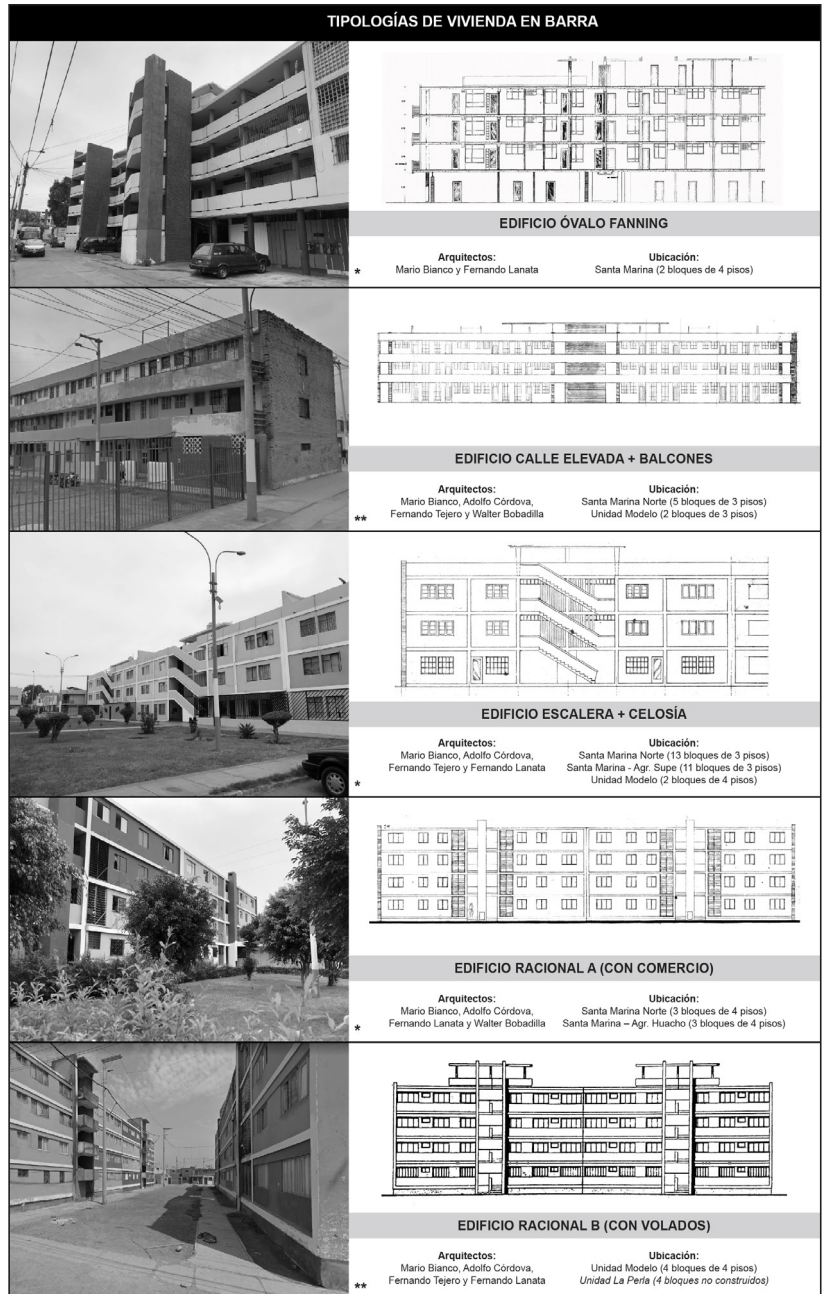 TIPOLOGÍAS DE VIVIENDA EN BARRA
EDIFICIO ÓVALO FANNING
Arquitectos:
Mario Bianco y Fernando Lanata
Ubicación:
Santa Marina (2 bloques de 4 pisos)
*
EDIFICIO CALLE ELEVADA + BALCONES
Arquitectos:
Mario Bianco, Adolfo Córdova,
Fernando Tejero y Walter Bobadilla
Ubicación:
Santa Marina Norte (5 bloques de 3 pisos)
Unidad Modelo (2 bloques de 3 pisos)
**
EDIFICIO ESCALERA + CELOSÍA
Arquitectos:
Mario Bianco, Adolfo Córdova,
Fernando Tejero y Fernando Lanata
Ubicación:
Santa Marina Norte (13 bloques de 3 pisos)
Santa Marina - Agr. Supe (11 bloques de 3 pisos)
Unidad Modelo (2 bloques de 4 pisos)
*
EDIFICIO RACIONAL A (CON COMERCIO)
Arquitectos:
Mario Bianco, Adolfo Córdova,
Fernando Lanata y Walter Bobadilla
Ubicación:
Santa Marina Norte (3 bloques de 4 pisos)
Santa Marina – Agr. Huacho (3 bloques de 4 pisos)
*
EDIFICIO RACIONAL B (CON VOLADOS)
Arquitectos:
Mario Bianco, Adolfo Córdova,
Fernando Tejero y Fernando Lanata
Ubicación:
Unidad Modelo (4 bloques de 4 pisos)
Unidad La Perla (4 bloques no construidos)
**